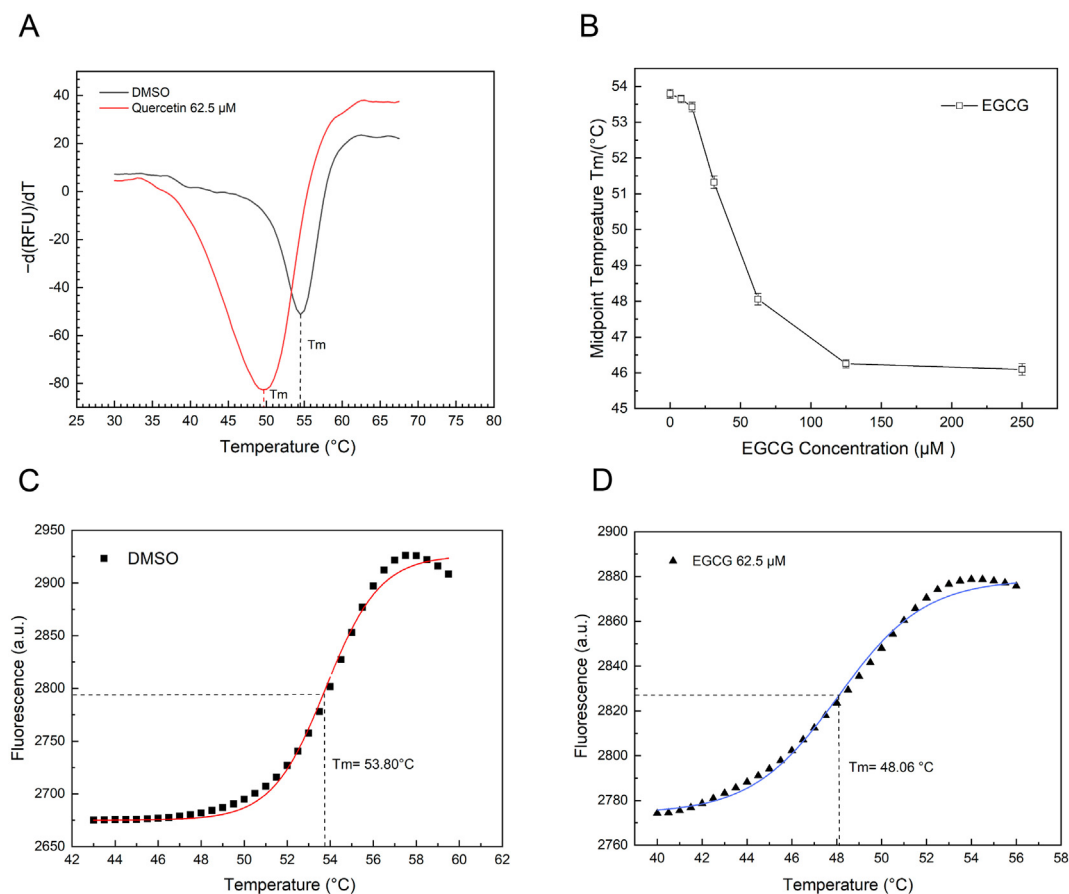 A
DMSO
Quercetin 62.5 µM
40
20
0
-20
-40
-60
-80
−d(RFU)/dT
Tm
Tm
25 30 35 40 45 50 55 60 65 70 75 80
Temperature (°C)
B
EGCG
54
53
52
51
50
49
48
47
46
45
Midpoint Tempreature Tm/(°C)
0 50 100 150 200 250
EGCG Concentration (µM )
C
DMSO
2950
2900
2850
2800
2750
2700
2650
Fluorescence (a.u.)
Tm= 53.80°C
42 44 46 48 50 52 54 56 58 60 62
Temperature (°C)
D
EGCG 62.5 µM
2900
2880
2860
2840
2820
2800
2780
2760
Fluorescence (a.u.)
Tm= 48.06 °C
40 42 44 46 48 50 52 54 56 58
Temperature (°C)